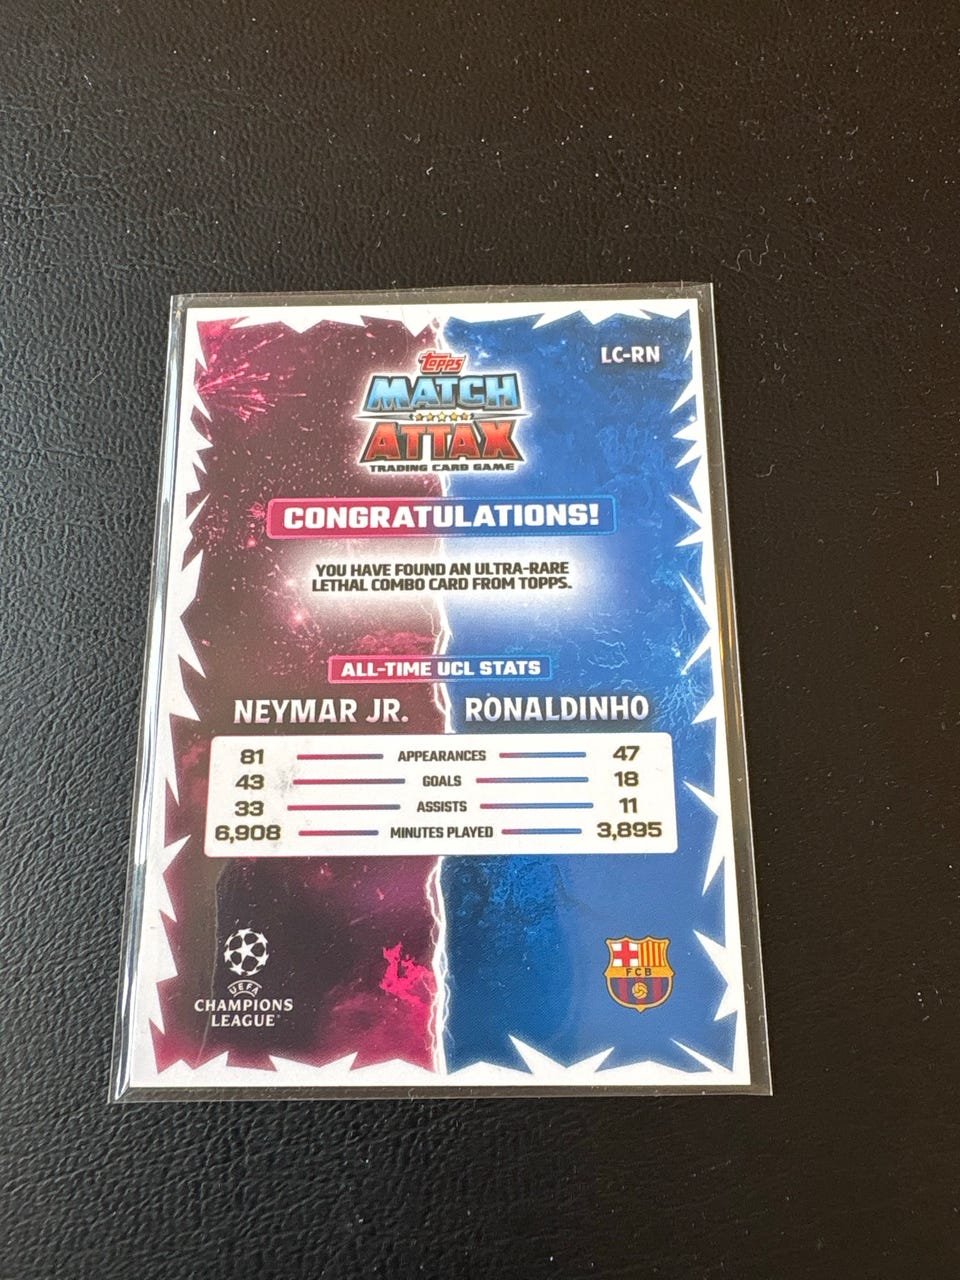 LC-RN
topps
MATCH
ATTAX
TRADING CARD GAME
CONGRATULATIONS!
YOU HAVE FOUND AN ULTRA-RARE
LETHAL COMBO CARD FROM TOPPS.
ALL-TIME UCL STATS
NEYMAR JR. RONALDINHO
81 APPEARANCES 47
43 GOALS 18
33 ASSISTS 11
6,908 MINUTES PLAYED 3,895
UEFA
CHAMPIONS
LEAGUE
FCB